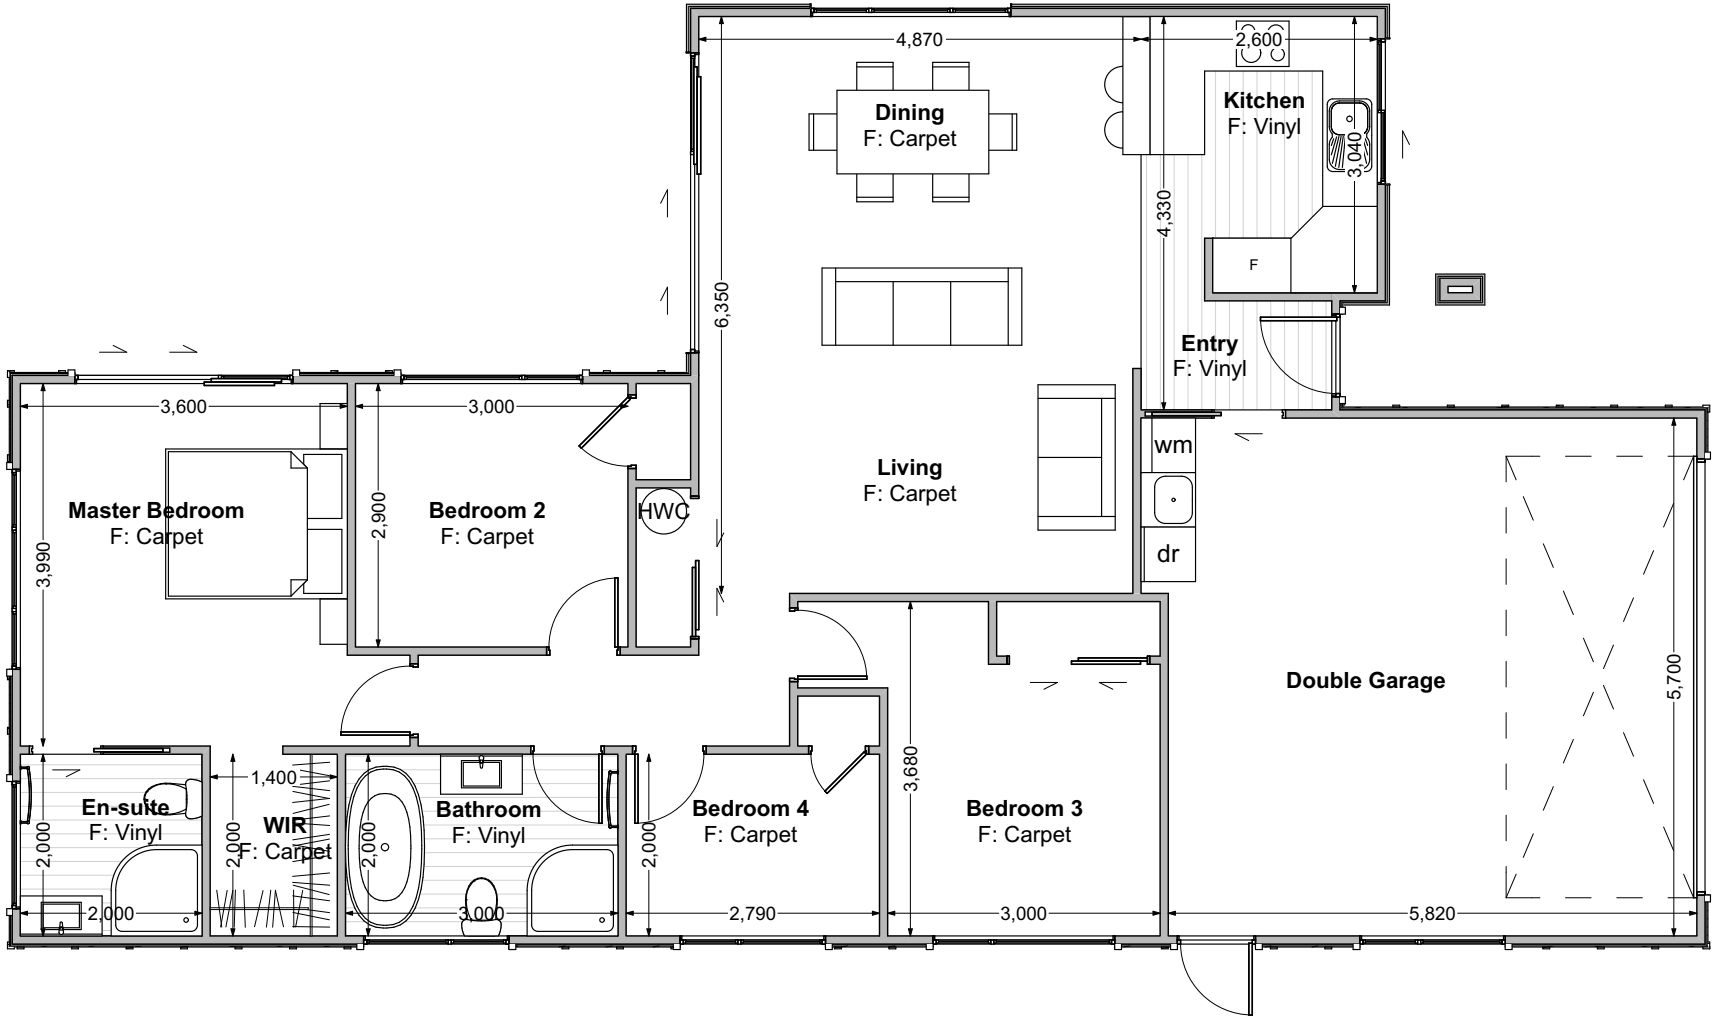 4,870
2,600
Dining
F: Carpet
Kitchen
F: Vinyl
3,040
4,330
F
6,350
Entry
F: Vinyl
3,600
3,000
wm
Living
F: Carpet
Master Bedroom
F: Carpet
Bedroom 2
F: Carpet
2,900
HWC
3,990
dr
Double Garage
5,700
3,680
1,400
En-suite
F: Vinyl
2,000
WIR
F: Carpet
2,000
2,000
Bathroom
F: Vinyl
2,000
Bedroom 4
F: Carpet
Bedroom 3
F: Carpet
2,000
3,000
2,790
3,000
5,820